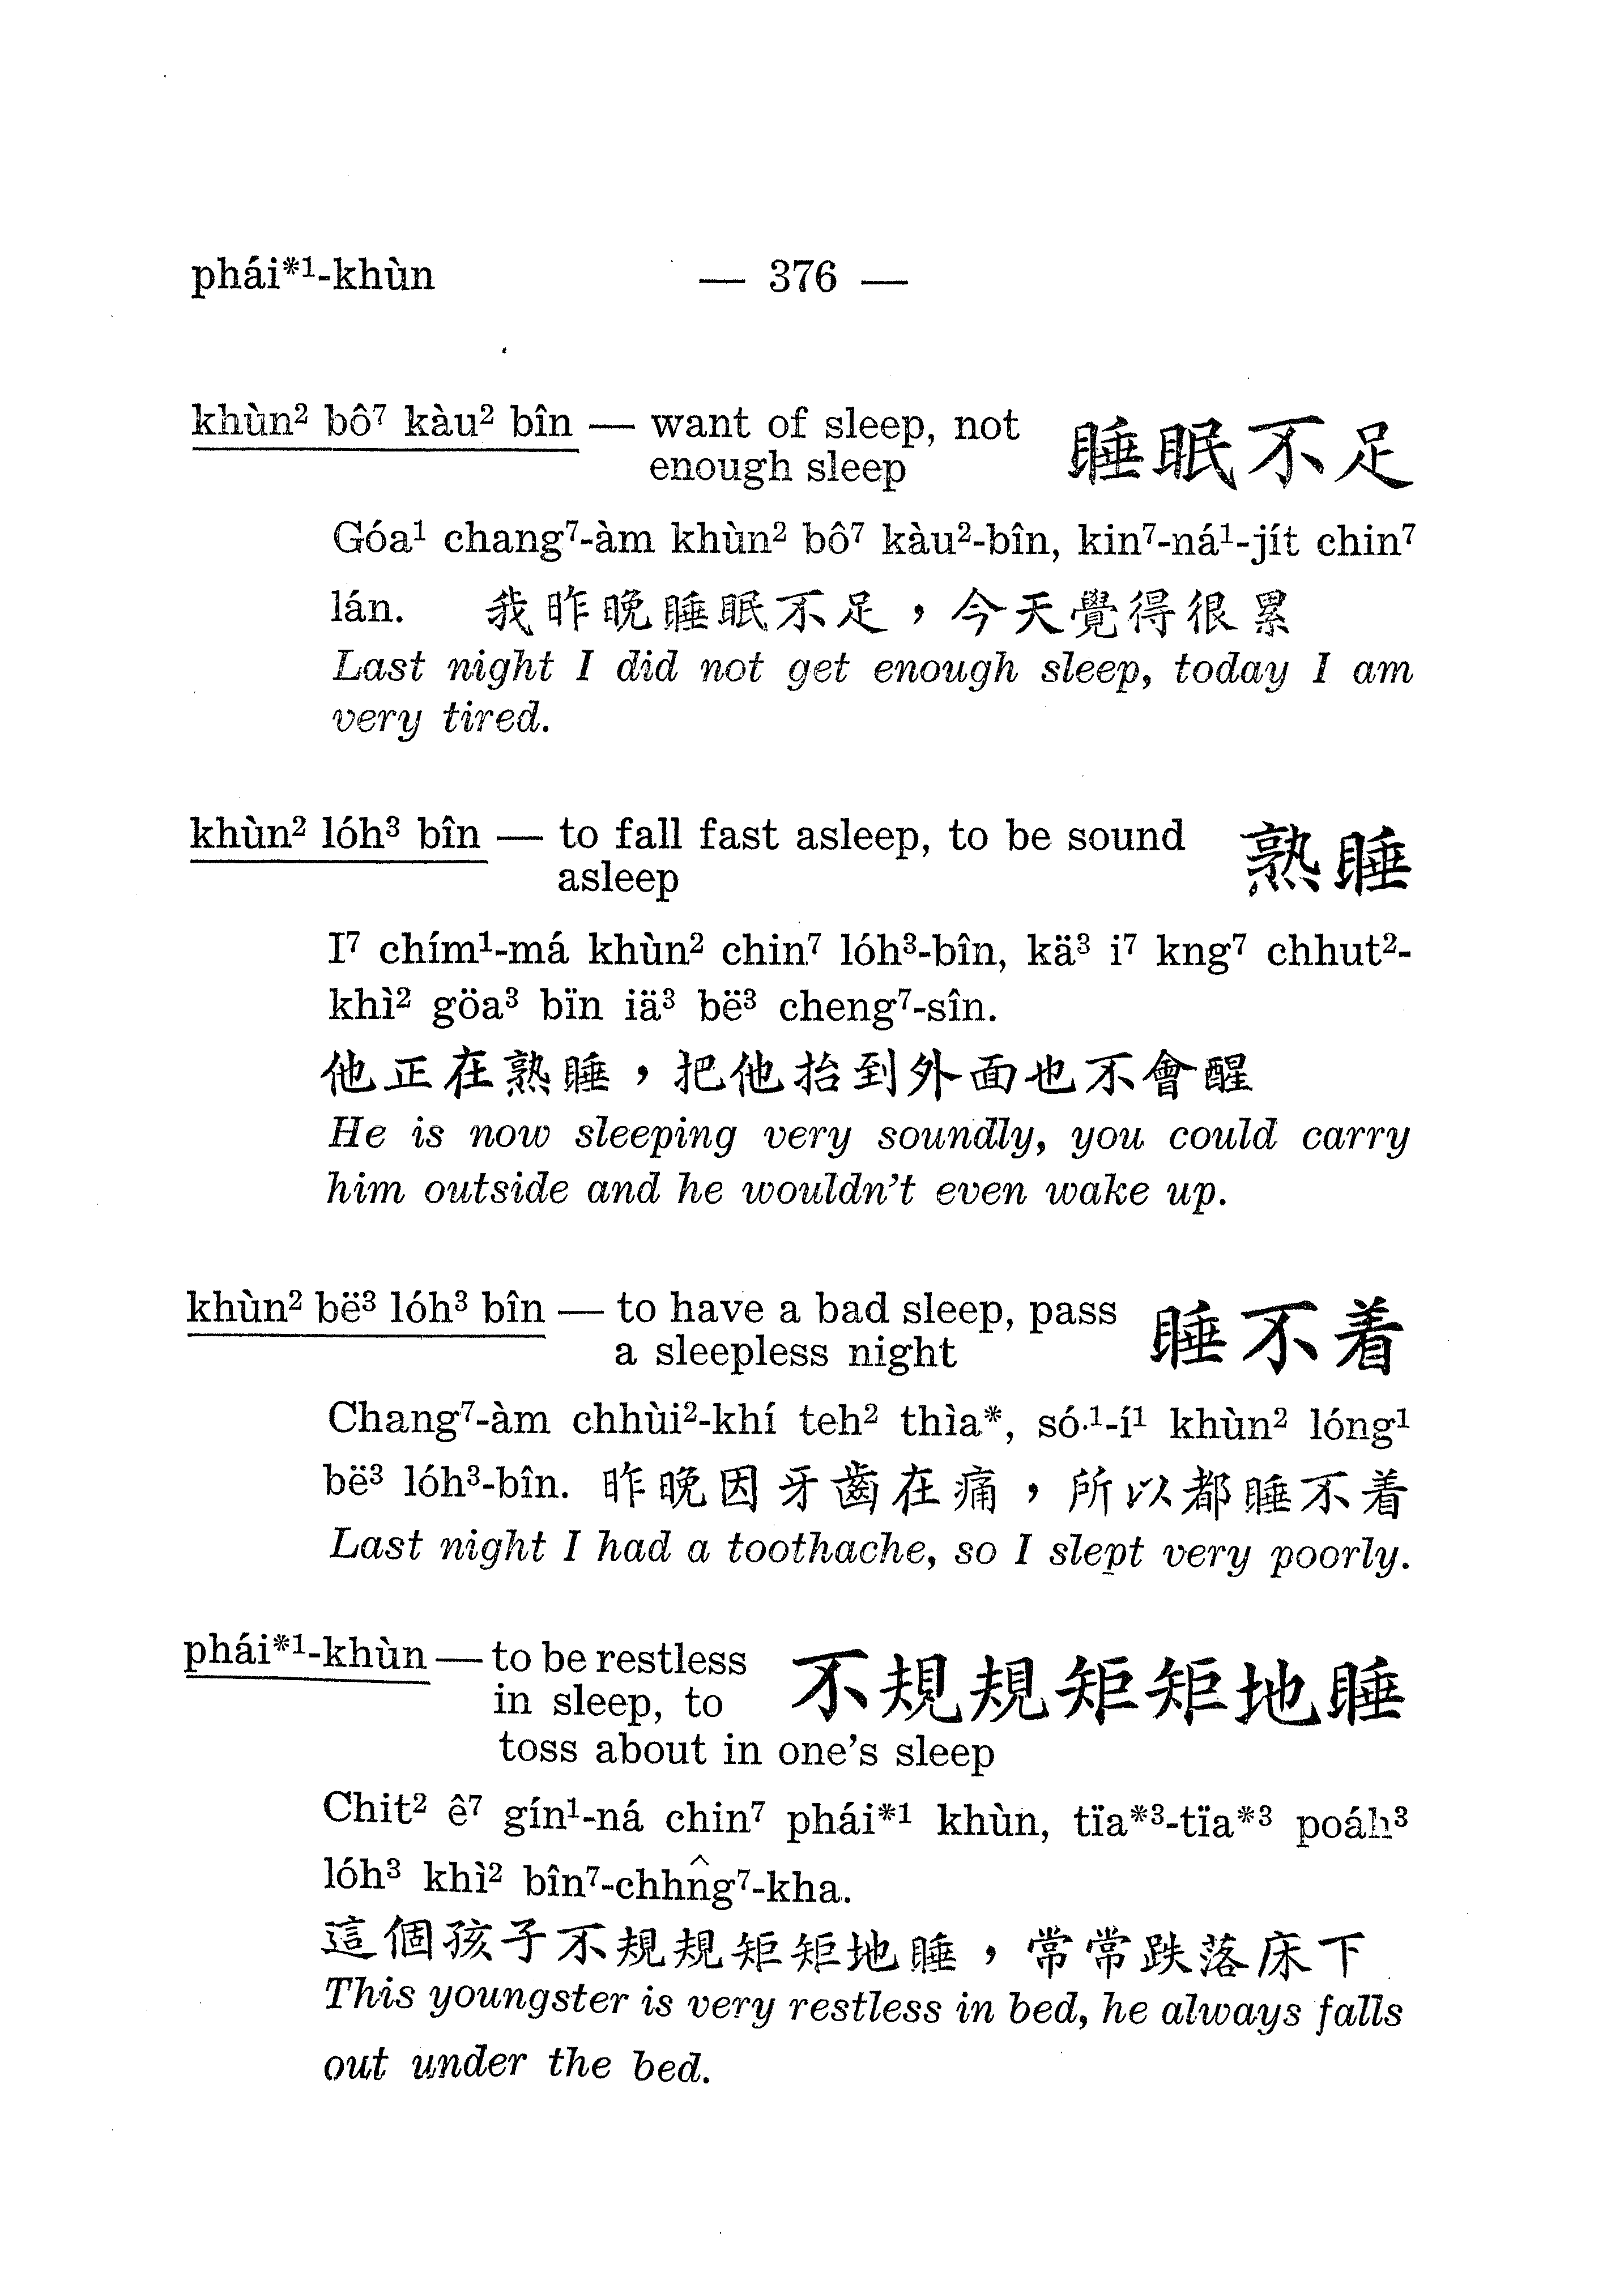 phái*¹-khùn — 376 —
khùn² bô⁷ kàu² bîn — want of sleep, not 睡眠不足
enough sleep
Góa¹ chang⁷-àm khùn² bô⁷ kàu²-bîn, kin⁷-ná¹-jít chin⁷
lán. 我昨晚睡眠不足，今天覺得很累
Last night I did not get enough sleep, today I am
very tired.
khùn² lóh³ bîn — to fall fast asleep, to be sound 熟睡
asleep
I⁷ chím¹-má khùn² chin⁷ lóh³-bîn, kä³ i⁷ kng⁷ chhut²-
khì² göa³ bïn iä³ bë³ cheng⁷-sîn.
他正在熟睡，把他抬到外面也不會醒
He is now sleeping very soundly, you could carry
him outside and he wouldn't even wake up.
khùn² bë³ lóh³ bîn — to have a bad sleep, pass 睡不着
a sleepless night
Chang⁷-àm chhùi²-khí teh² thìa*, só·¹-í¹ khùn² lóng¹
bë³ lóh³-bîn. 昨晚因牙齒在痛，所以都睡不着
Last night I had a toothache, so I slept very poorly.
phái*¹-khùn — to be restless 不規規矩矩地睡
in sleep, to
toss about in one's sleep
Chit² ê⁷ gín¹-ná chin⁷ phái*¹ khùn, tïa*³-tïa*³ poáh³
lóh³ khì² bîn⁷-chhn̂g⁷-kha.
這個孩子不規規矩矩地睡，常常跌落床下
This youngster is very restless in bed, he always falls
out under the bed.